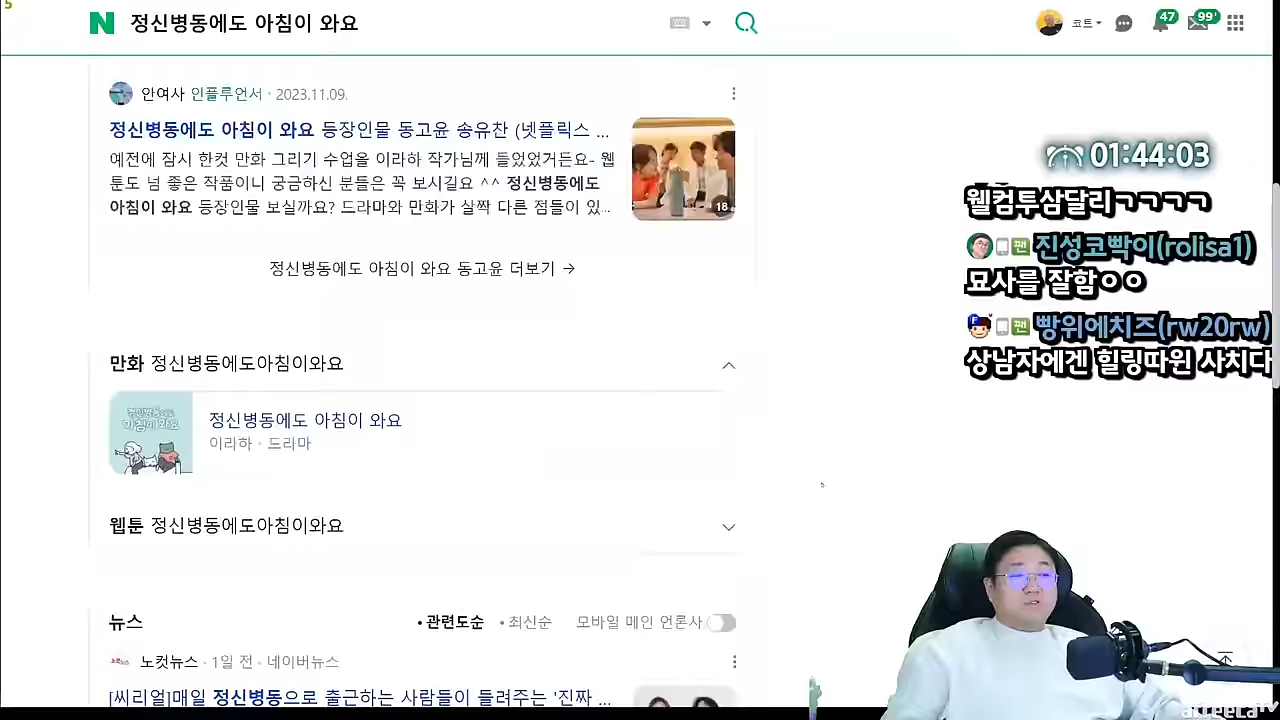 5
N 정신병동에도 아침이 와요
코트
47
99+
안여사 인플루언서 · 2023.11.09.
정신병동에도 아침이 와요 등장인물 동고윤 송유찬 (넷플릭스 ...
예전에 잠시 한컷 만화 그리기 수업을 이라하 작가님께 들었었거든요~ 웹
툰도 넘 좋은 작품이니 궁금하신 분들은 꼭 보시길요 ^^ 정신병동에도
아침이 와요 등장인물 보실까요? 드라마와 만화가 살짝 다른 점들이 있...
18
정신병동에도 아침이 와요 동고윤 더보기 →
만화 정신병동에도아침이와요
정신병동에도
아침이 와요
정신병동에도 아침이 와요
이라하 · 드라마
웹툰 정신병동에도아침이와요
뉴스
• 관련도순 • 최신순 모바일 메인 언론사
노컷뉴스 · 1일 전 · 네이버뉴스
[씨리얼]매일 정신병동으로 출근하는 사람들이 들려주는 '진짜 ...
01:44:03
웰컴투삼달리ㄱㄱㄱㄱ
팬 진성코빡이(rolisa1)
묘사를 잘함ㅇㅇ
F 팬 빵위에치즈(rw20rw)
상남자에겐 힐링따윈 사치다
afreecaTV